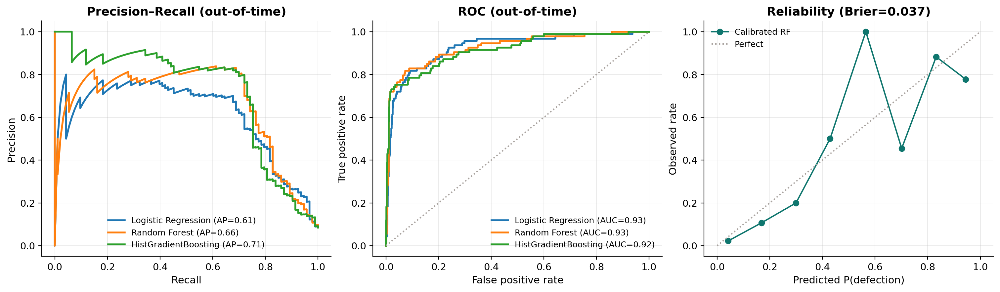 Precision–Recall (out-of-time)
Precision
1.0
0.8
0.6
0.4
0.2
0.0
Logistic Regression (AP=0.61)
Random Forest (AP=0.66)
HistGradientBoosting (AP=0.71)
0.0 0.2 0.4 0.6 0.8 1.0
Recall
ROC (out-of-time)
True positive rate
1.0
0.8
0.6
0.4
0.2
0.0
Logistic Regression (AUC=0.93)
Random Forest (AUC=0.93)
HistGradientBoosting (AUC=0.92)
0.0 0.2 0.4 0.6 0.8 1.0
False positive rate
Reliability (Brier=0.037)
Observed rate
1.0
0.8
0.6
0.4
0.2
0.0
Calibrated RF
Perfect
0.0 0.2 0.4 0.6 0.8 1.0
Predicted P(defection)